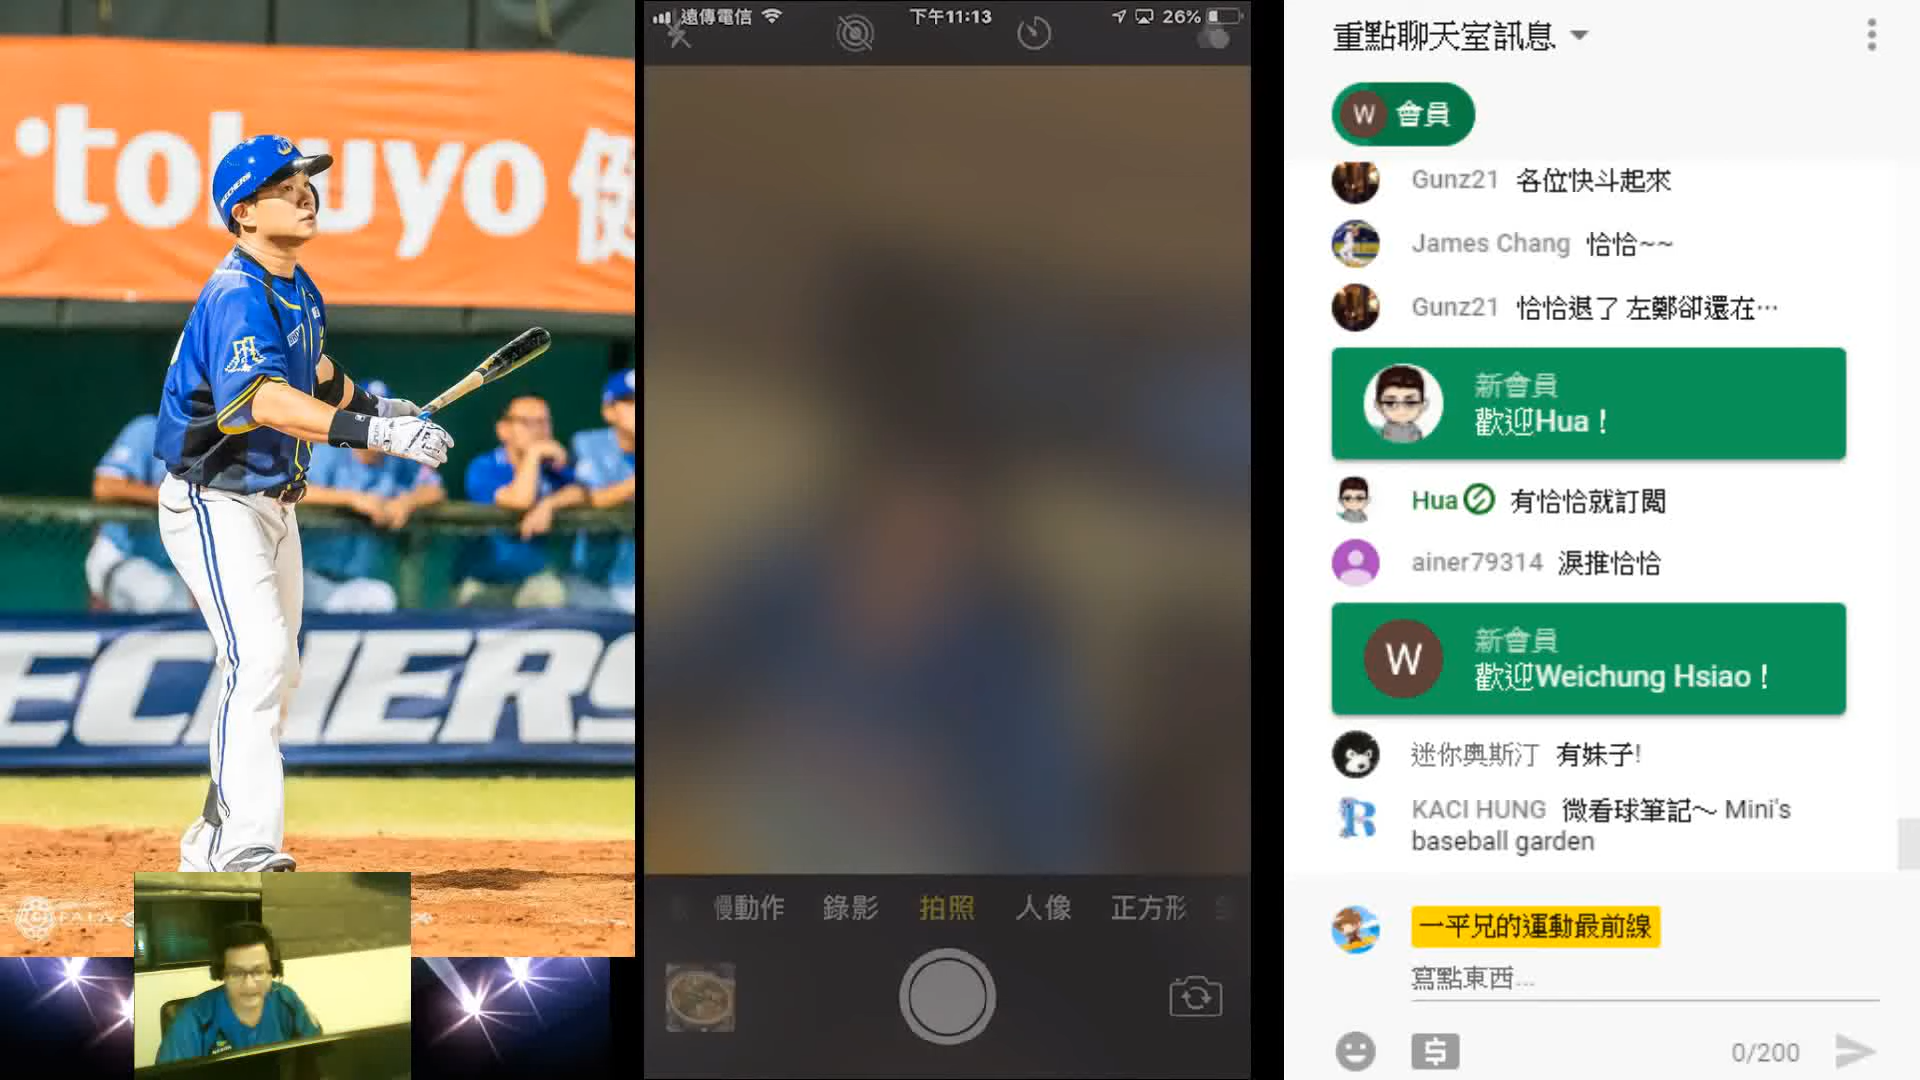 tokuyo 健
SKECHERS
ECHERS
遠傳電信
下午11:13
26%
慢動作
錄影
拍照
人像
正方形
重點聊天室訊息
W 會員
Gunz21 各位快斗起來
James Chang 恰恰~~
Gunz21 恰恰退了 左鄭卻還在…
新會員
歡迎Hua！
Hua 有恰恰就訂閱
ainer79314 淚推恰恰
W
新會員
歡迎Weichung Hsiao！
迷你奧斯汀 有妹子!
KACI HUNG 微看球筆記～ Mini's
baseball garden
一平兄的運動最前線
寫點東西...
0/200